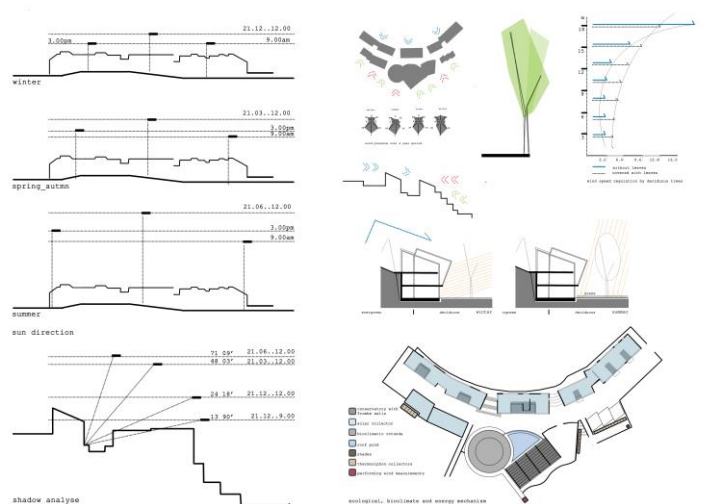 21.12..12.00
3.00pm 9.00am
winter
21.03..12.00
3.00pm
9.00am
spring_autmn
21.06..12.00
3.00pm
9.00am
summer
sun direction
71 09' 21.06..12.00
48 03' 21.03..12.00
24 18' 21.12..12.00
13 90' 21.12..9.00
shadow analyse
without leaves
covered with leaves
wind speed regulation by deciduous trees
evergreen deciduous winter
deciduous summer
conservatory with
trombe walls
solar collector
bioclimatic rotonda
roof pond
shades
thermosyphon collectors
performing wind measurements
ecological, bioclimate and energy mechanism